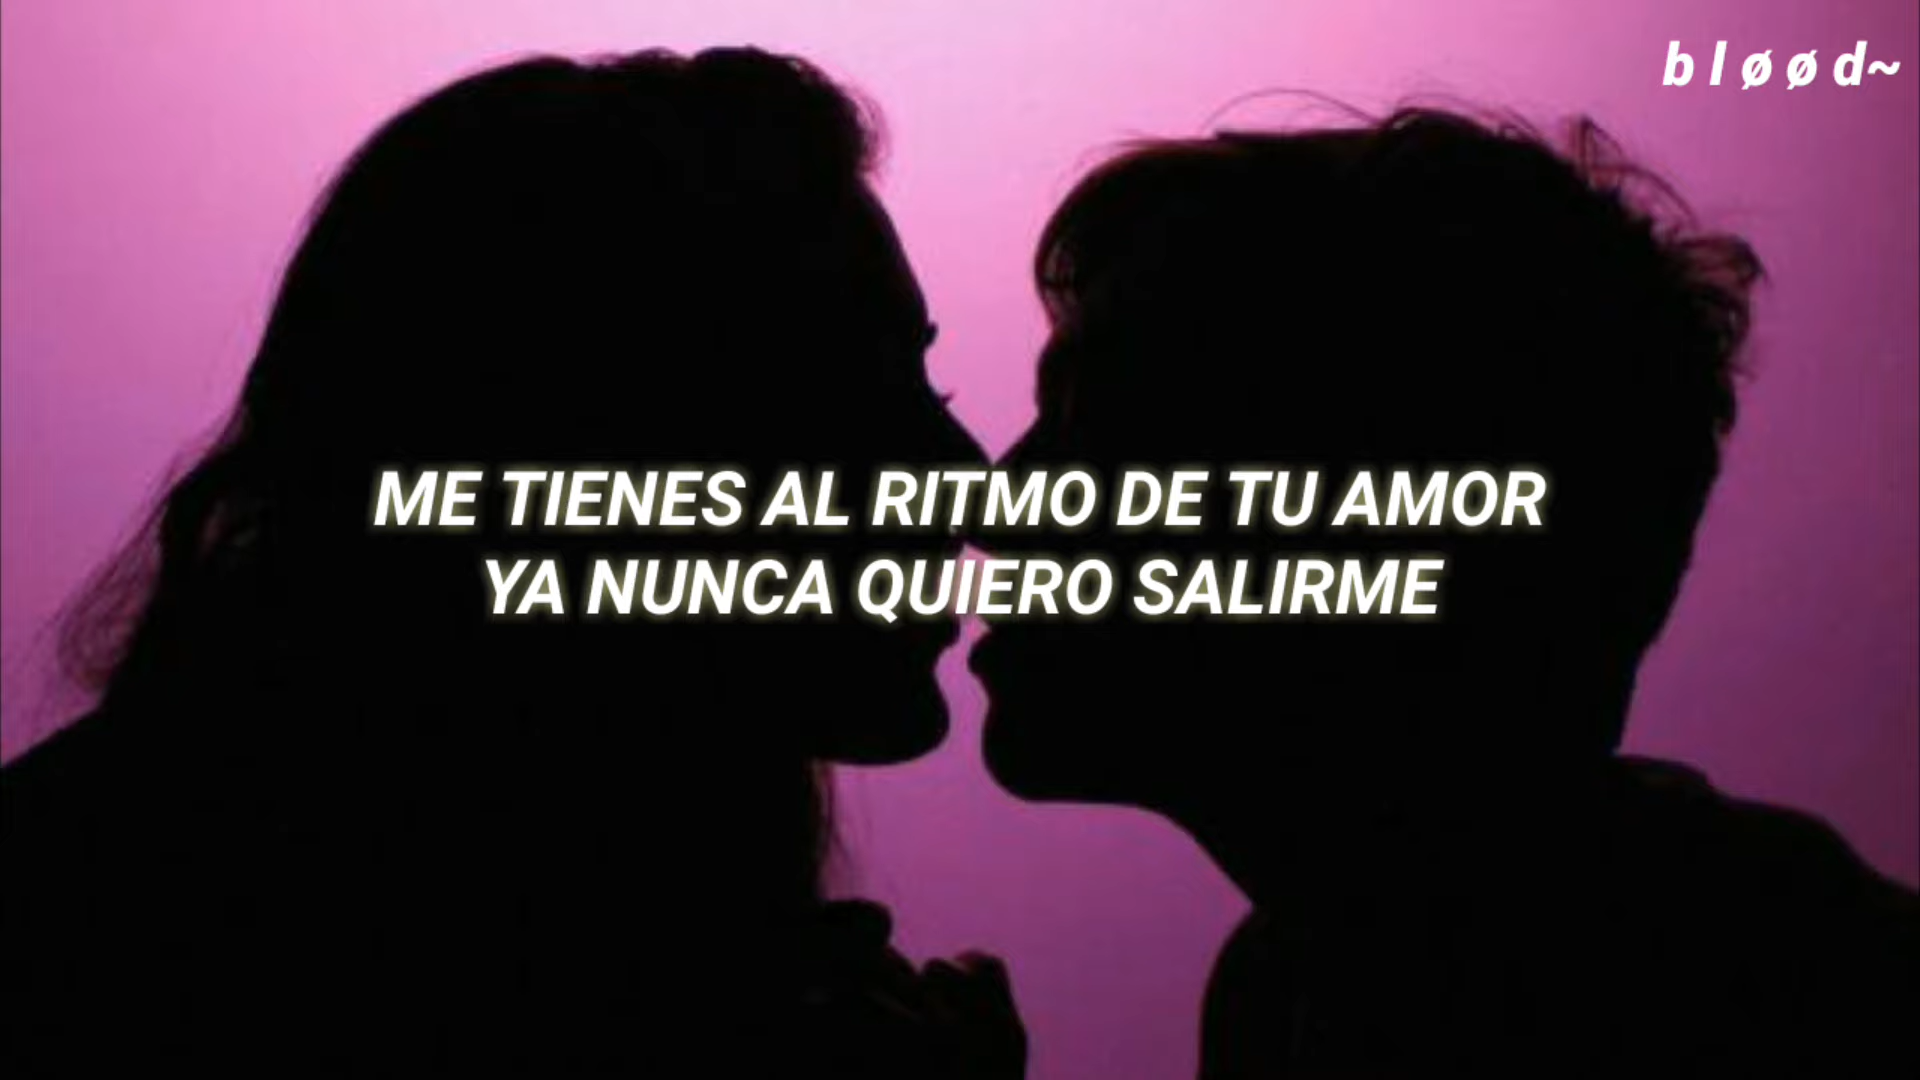 b l ø ø d~
ME TIENES AL RITMO DE TU AMOR
YA NUNCA QUIERO SALIRME